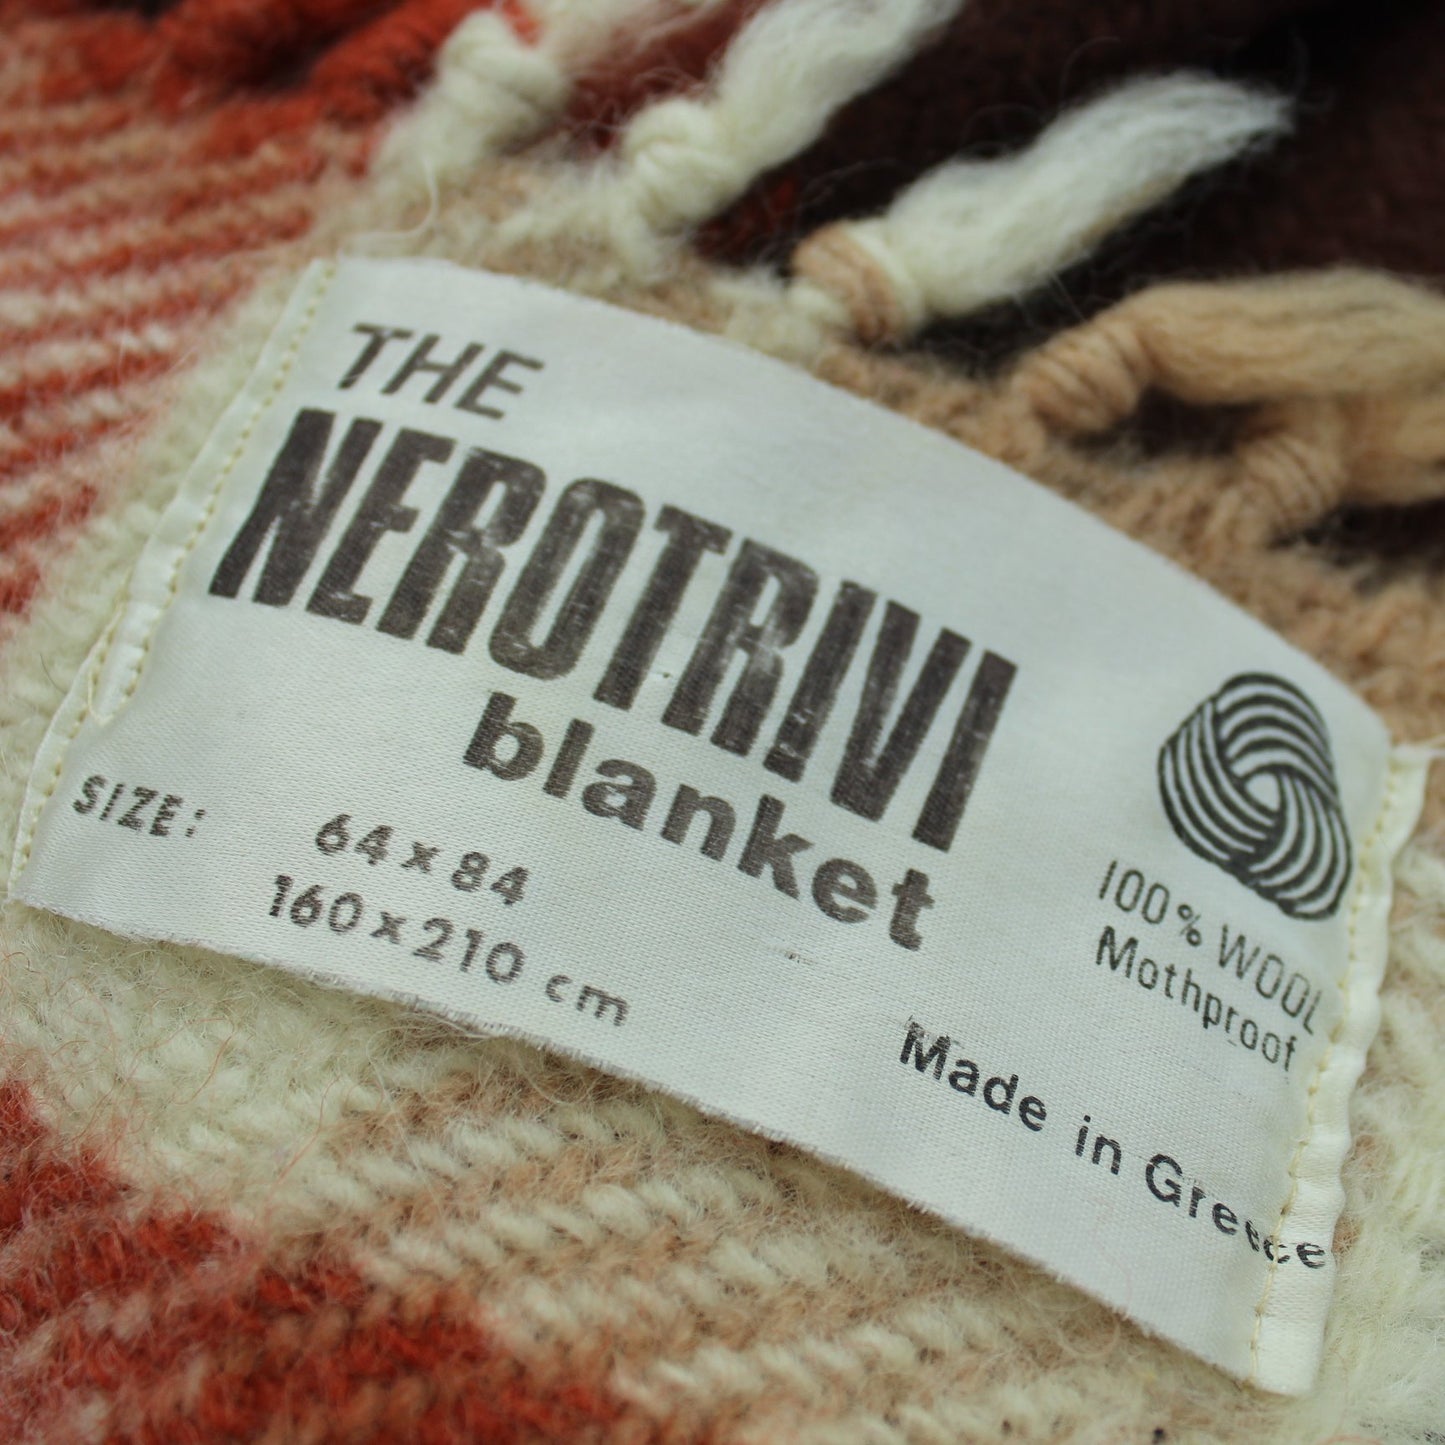 THE
NEROTRIVI
blanket
SIZE: 64 x 84
160 x 210 cm
100% WOOL
Mothproof
Made in Greece